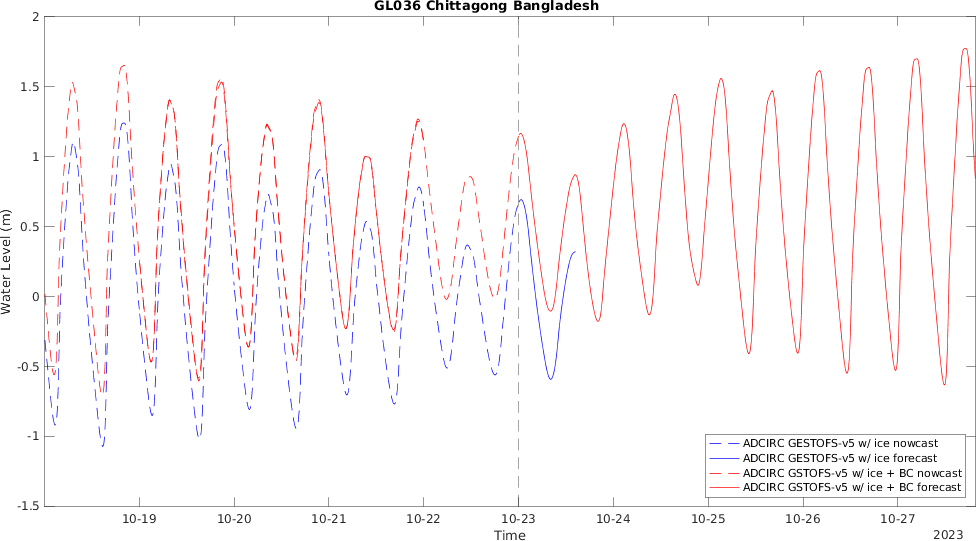 GL036 Chittagong Bangladesh
2
1.5
1
0.5
0
-0.5
-1
-1.5
Water Level (m)
ADCIRC GESTOFS-v5 w/ ice nowcast
ADCIRC GESTOFS-v5 w/ ice forecast
ADCIRC GSTOFS-v5 w/ ice + BC nowcast
ADCIRC GSTOFS-v5 w/ ice + BC forecast
10-19 10-20 10-21 10-22 10-23 10-24 10-25 10-26 10-27
Time
2023